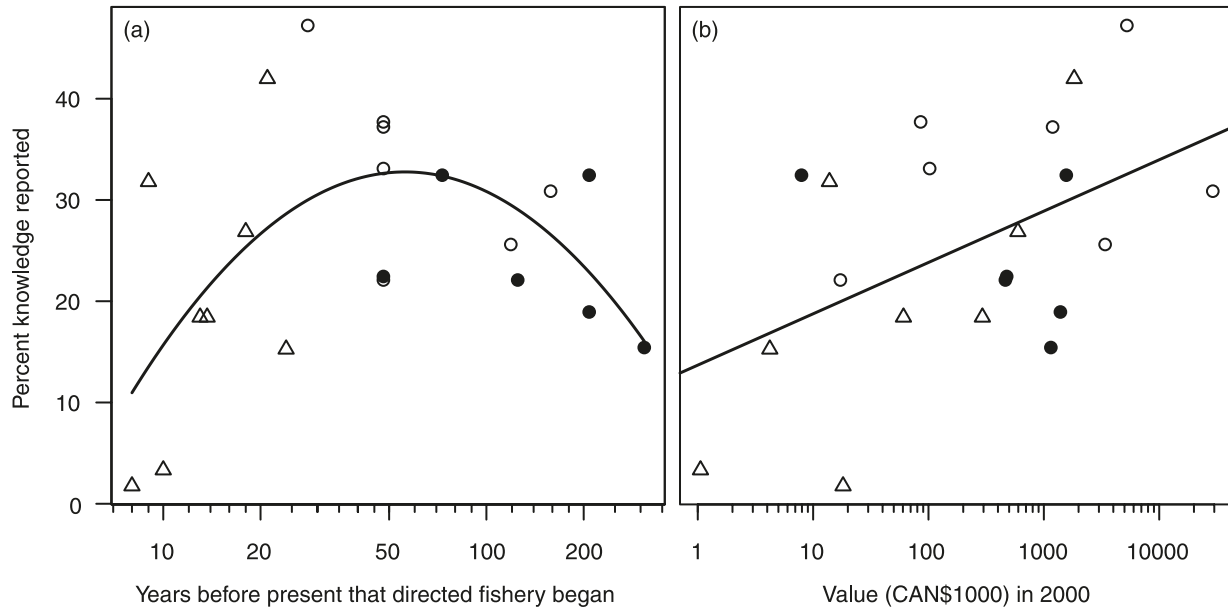 (a)
(b)
Percent knowledge reported
40
30
20
10
0
10 20 50 100 200
1 10 100 1000 10000
Years before present that directed fishery began
Value (CAN$1000) in 2000